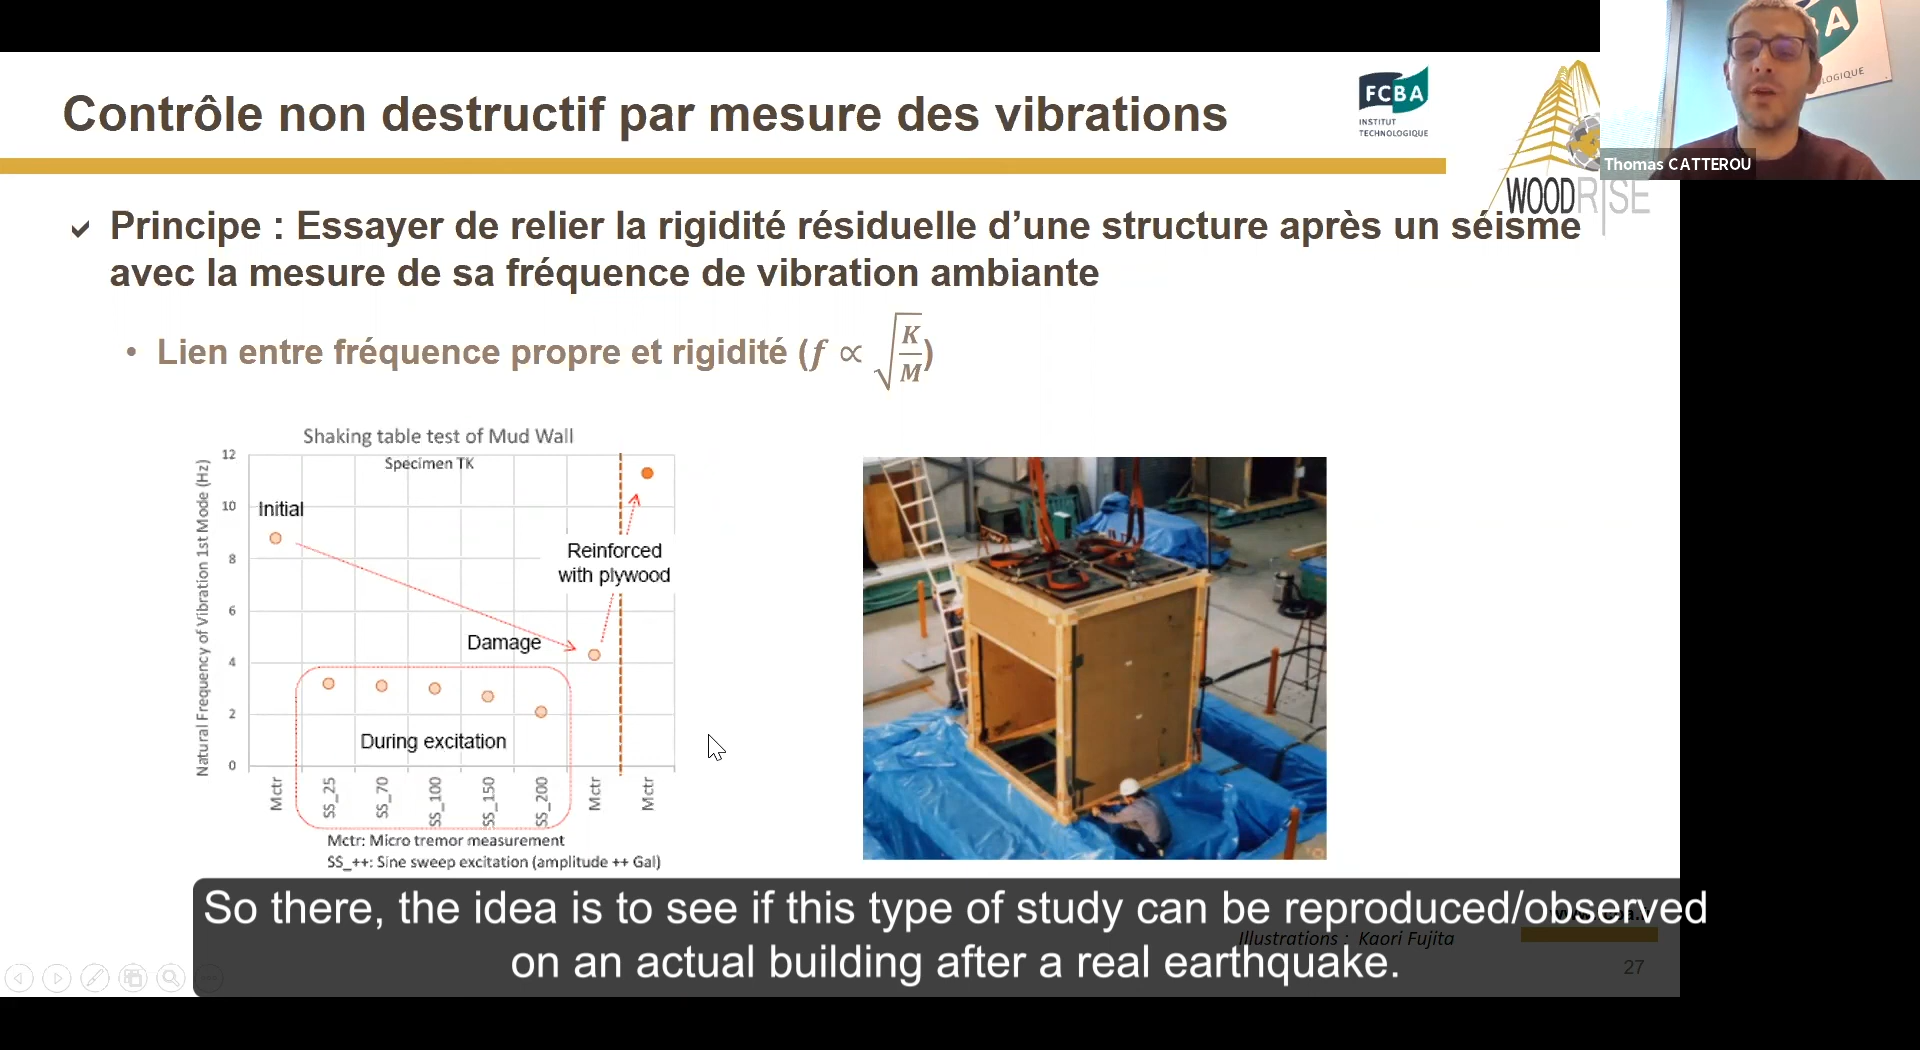 Contrôle non destructif par mesure des vibrations
FCBA
INSTITUT
TECHNOLOGIQUE
WOODRISE
LOGIQUE
Thomas CATTEROU
Principe : Essayer de relier la rigidité résiduelle d’une structure après un séisme
avec la mesure de sa fréquence de vibration ambiante
• Lien entre fréquence propre et rigidité (f ∝ √K/M)
Shaking table test of Mud Wall
Specimen TK
Natural Frequency of Vibration 1st Mode (Hz)
12
10
8
6
4
2
0
Initial
Reinforced
with plywood
Damage
During excitation
Mctr
SS_25
SS_70
SS_100
SS_150
SS_200
Mctr
Mctr
Mctr: Micro tremor measurement
SS_++: Sine sweep excitation (amplitude ++ Gal)
So there, the idea is to see if this type of study can be reproduced/observed
on an actual building after a real earthquake.
Illustrations : Kaori Fujita
27